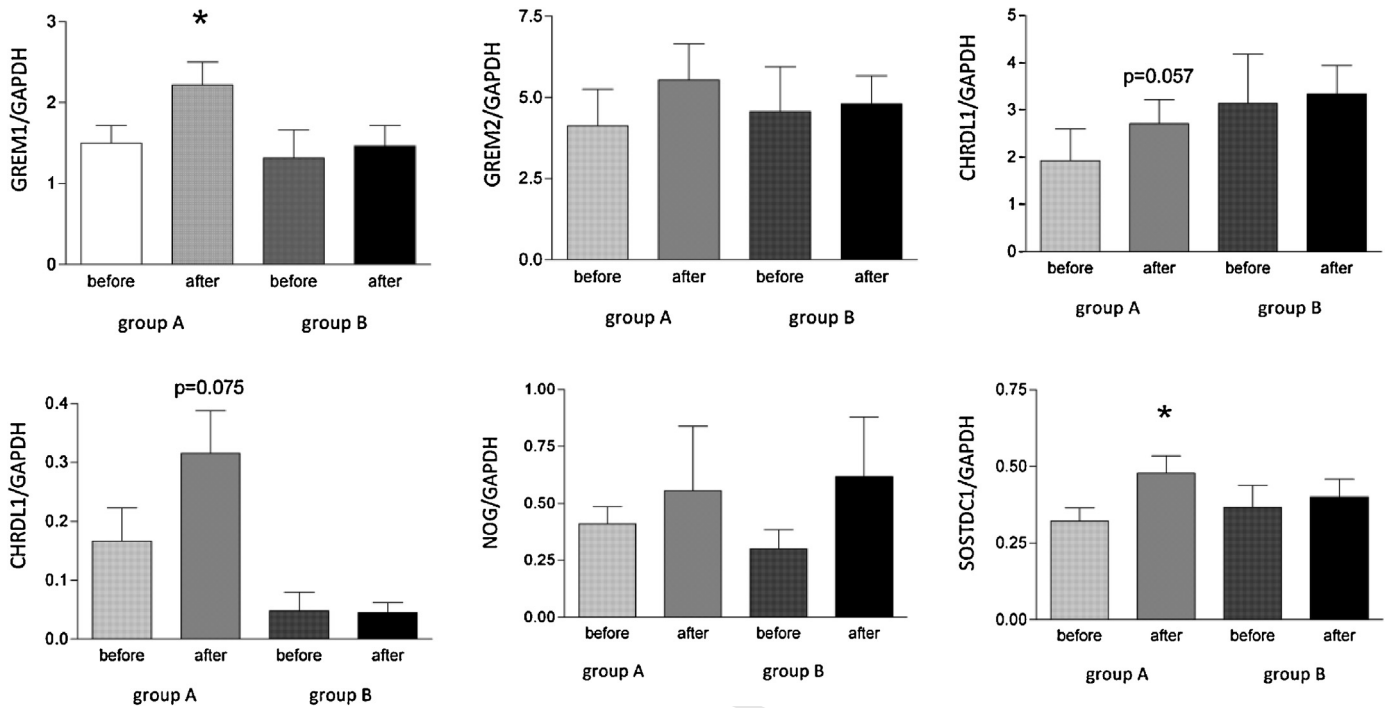 GREM1/GAPDH
3
2
1
0
*
before after before after
group A group B
GREM2/GAPDH
7.5
5.0
2.5
0.0
before after before after
group A group B
CHRDL1/GAPDH
5
4
3
2
1
0
p=0.057
before after before after
group A group B
CHRDL1/GAPDH
0.4
0.3
0.2
0.1
0.0
p=0.075
before after before after
group A group B
NOG/GAPDH
1.00
0.75
0.50
0.25
0.00
before after before after
group A group B
SOSTDC1/GAPDH
0.75
0.50
0.25
0.00
*
before after before after
group A group B